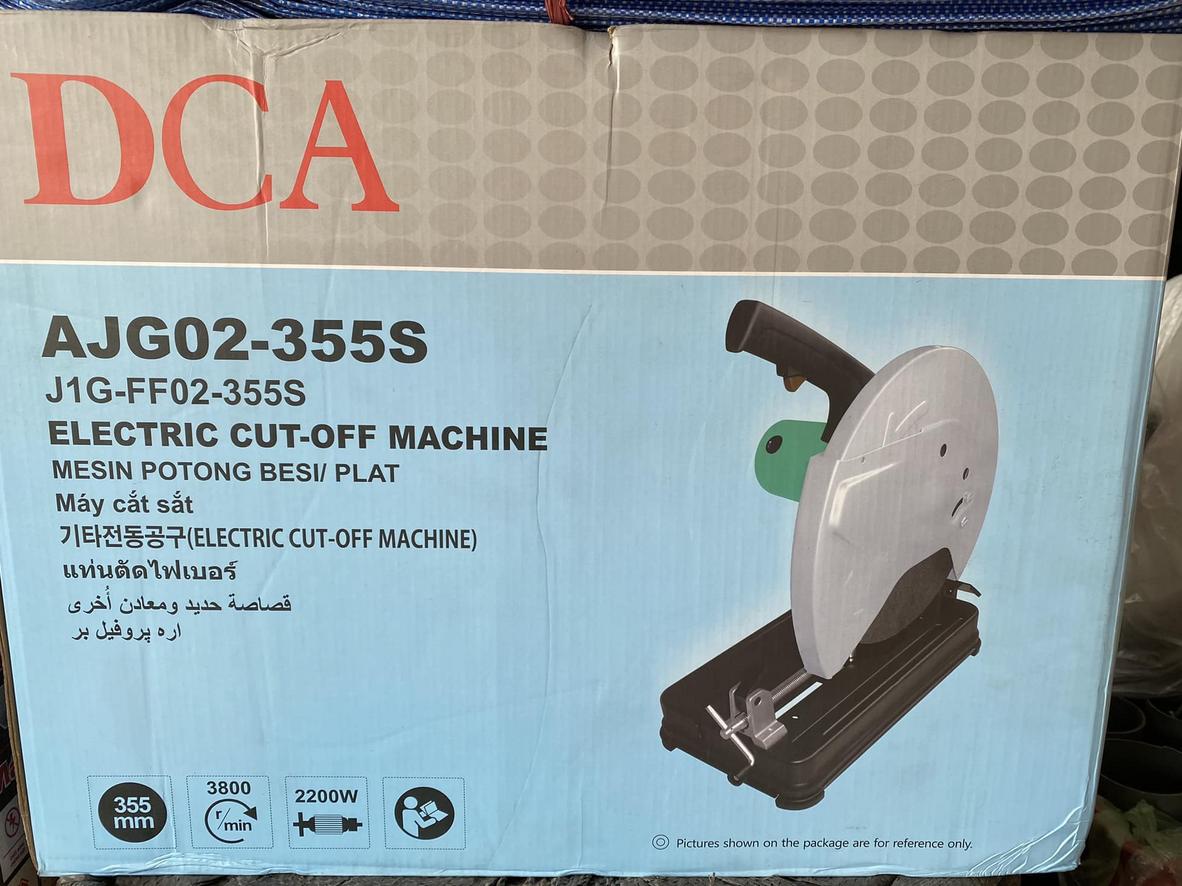 DCA
AJG02-355S
J1G-FF02-355S
ELECTRIC CUT-OFF MACHINE
MESIN POTONG BESI/ PLAT
Máy cắt sắt
기타전동공구(ELECTRIC CUT-OFF MACHINE)
แท่นตัดไฟเบอร์
قصاصة حديد ومعادن أُخرى
اره پروفیل بر
355 mm
3800 r/min
2200W
Pictures shown on the package are for reference only.